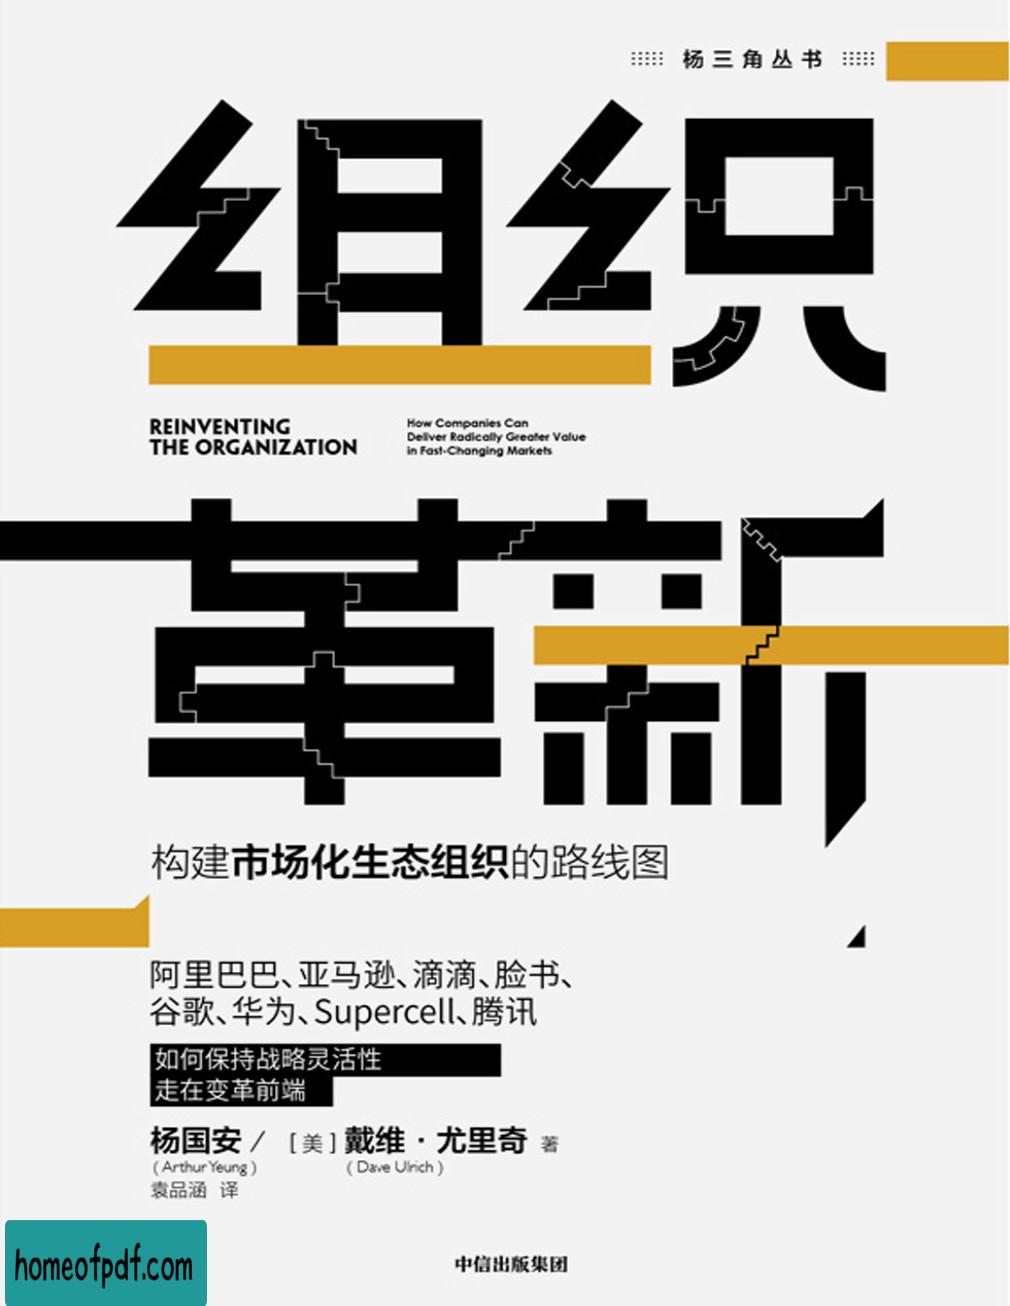 杨三角丛书
组织
REINVENTING
THE ORGANIZATION
How Companies Can
Deliver Radically Greater Value
in Fast-Changing Markets
革新
构建市场化生态组织的路线图
阿里巴巴、亚马逊、滴滴、脸书、
谷歌、华为、Supercell、腾讯
如何保持战略灵活性
走在变革前端
杨国安 / [美] 戴维·尤里奇 著
(Arthur Yeung) (Dave Ulrich)
袁品涵 译
homeofpdf.com
中信出版集团